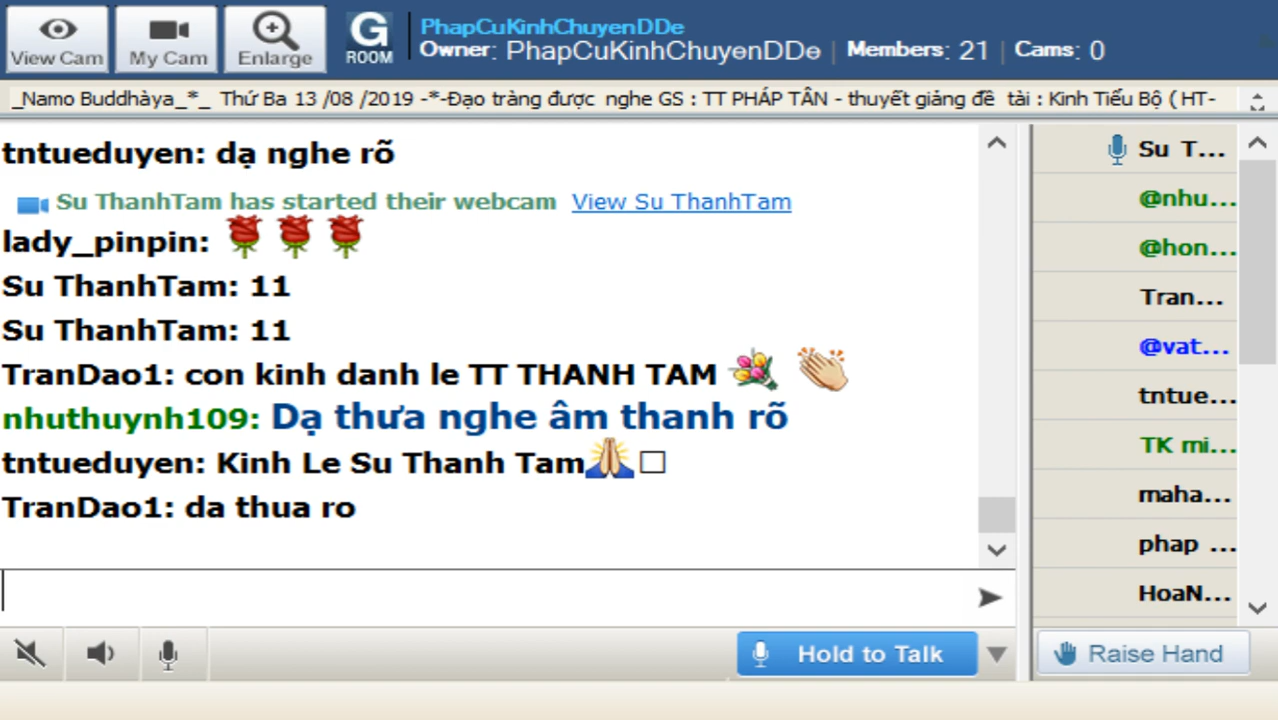 View Cam
My Cam
Enlarge
G ROOM
PhapCuKinhChuyenDDe
Owner: PhapCuKinhChuyenDDe | Members: 21 | Cams: 0
_Namo Buddhàya_*_ Thứ Ba 13 /08 /2019 -*-Đạo tràng được nghe GS : TT PHÁP TÂN - thuyết giảng đề tài : Kinh Tiểu Bộ ( HT-
tntueduyen: dạ nghe rõ
Su ThanhTam has started their webcam View Su ThanhTam
lady_pinpin:
Su ThanhTam: 11
Su ThanhTam: 11
TranDao1: con kinh danh le TT THANH TAM
nhuthuynh109: Dạ thưa nghe âm thanh rõ
tntueduyen: Kinh Le Su Thanh Tam
TranDao1: da thua ro
Su T...
@nhu...
@hon...
Tran...
@vat...
tntue...
TK mi...
maha...
phap ...
HoaN...
Hold to Talk
Raise Hand